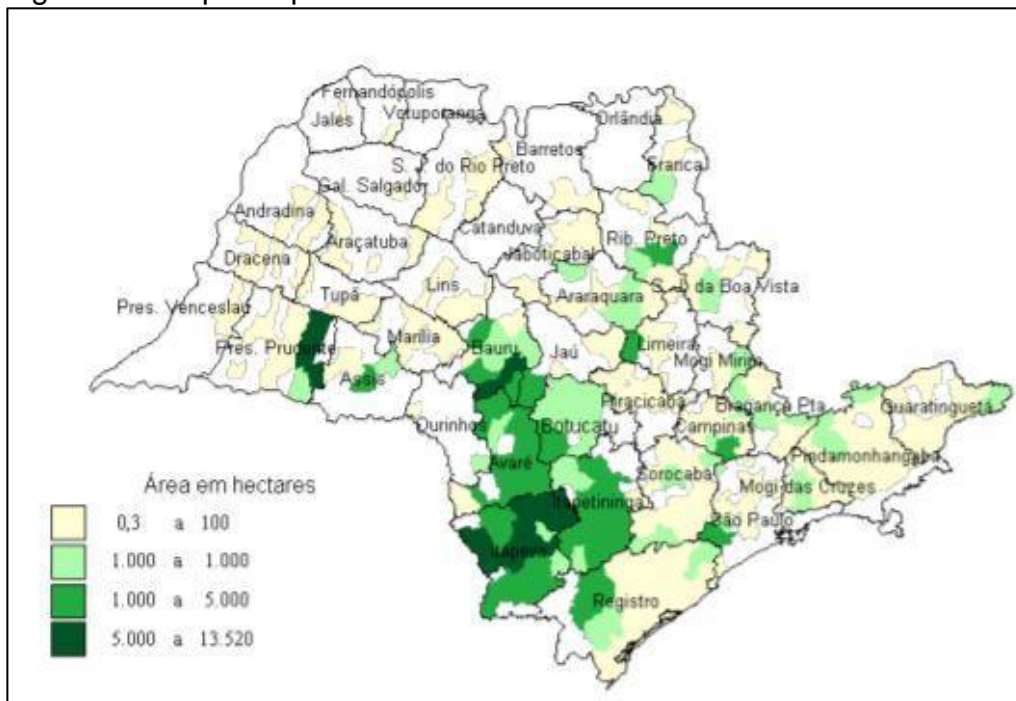 Fernandópolis
Jales
Votuporanga
Orlândia
Barretos
S. J. do Rio Preto
Franca
Gal. Salgado
Andradina
Catanduva
Araçatuba
Rib. Preto
Jaboticabal
Dracena
Lins
S. J. da Boa Vista
Tupã
Araraquara
Pres. Venceslau
Marília
Pres. Prudente
Bauru
Jaú
Limeira
Mogi Mirim
Assis
Piracicaba
Bragança Pta
Guaratinguetá
Ourinhos
Botucatu
Campinas
Avaré
Sorocaba
Pindamonhangaba
Mogi das Cruzes
Itapetininga
São Paulo
Itapeva
Registro
Área em hectares
0,3 a 100
1.000 a 1.000
1.000 a 5.000
5.000 a 13.520